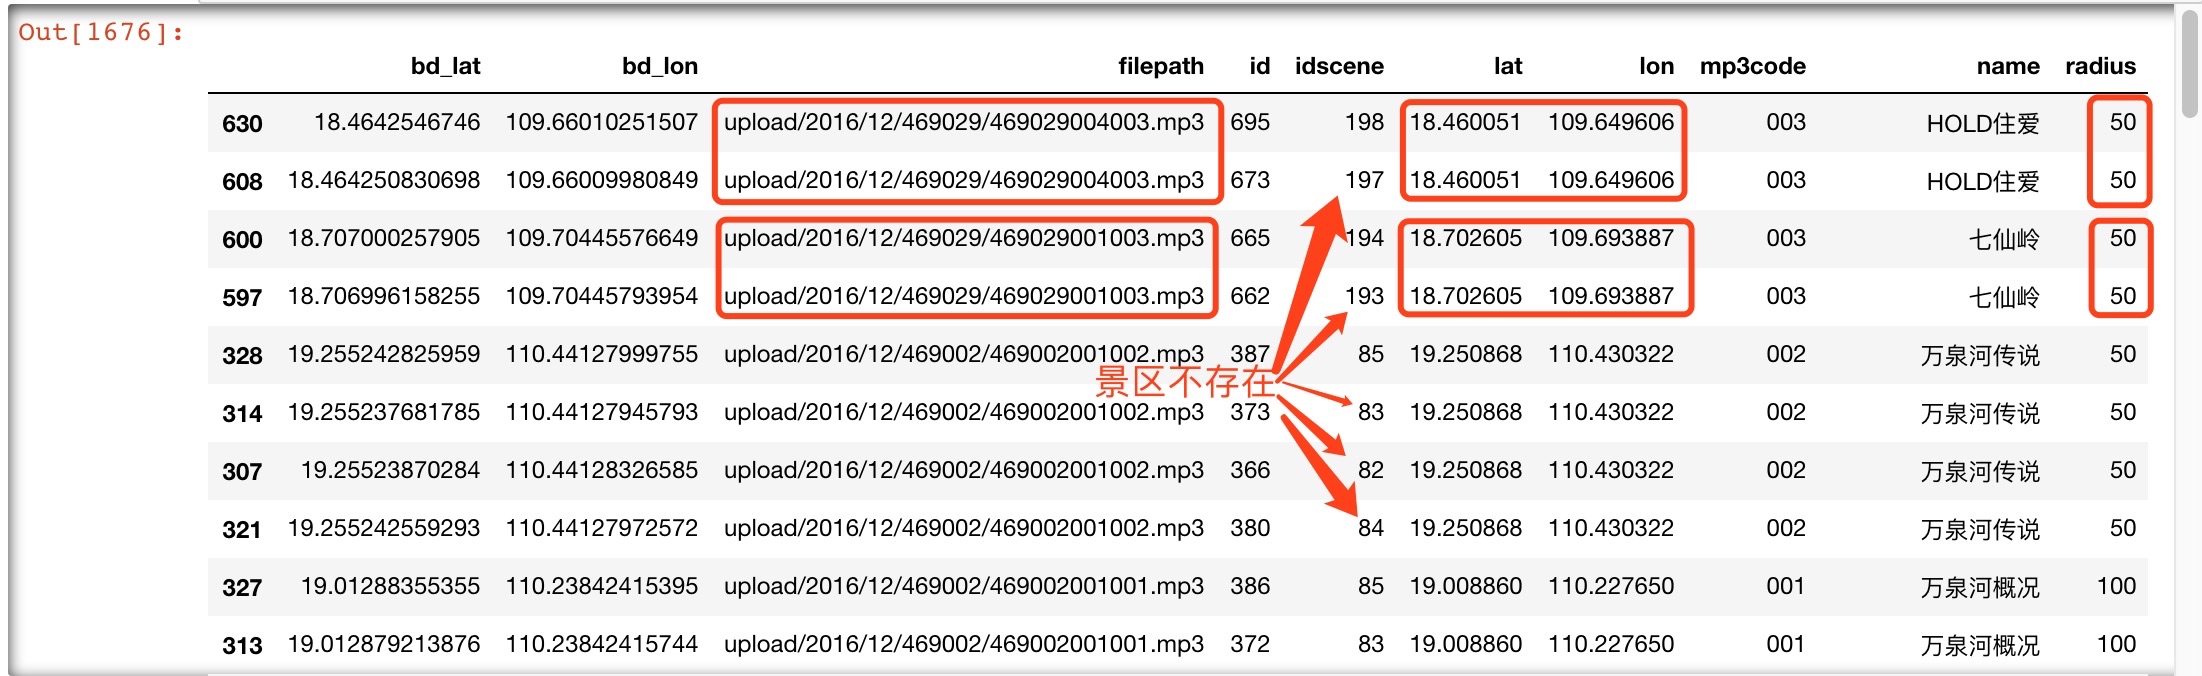 Out[1676]:
bd_lat bd_lon filepath id idscene lat lon mp3code name radius
630 18.4642546746 109.66010251507 upload/2016/12/469029/469029004003.mp3 695 198 18.460051 109.649606 003 HOLD住爱 50
608 18.464250830698 109.66009980849 upload/2016/12/469029/469029004003.mp3 673 197 18.460051 109.649606 003 HOLD住爱 50
600 18.707000257905 109.70445576649 upload/2016/12/469029/469029001003.mp3 665 194 18.702605 109.693887 003 七仙岭 50
597 18.706996158255 109.70445793954 upload/2016/12/469029/469029001003.mp3 662 193 18.702605 109.693887 003 七仙岭 50
328 19.255242825959 110.44127999755 upload/2016/12/469002/469002001002.mp3 387 85 19.250868 110.430322 002 万泉河传说 50
景区不存在
314 19.255237681785 110.44127945793 upload/2016/12/469002/469002001002.mp3 373 83 19.250868 110.430322 002 万泉河传说 50
307 19.25523870284 110.44128326585 upload/2016/12/469002/469002001002.mp3 366 82 19.250868 110.430322 002 万泉河传说 50
321 19.255242559293 110.44127972572 upload/2016/12/469002/469002001002.mp3 380 84 19.250868 110.430322 002 万泉河传说 50
327 19.01288355355 110.23842415395 upload/2016/12/469002/469002001001.mp3 386 85 19.008860 110.227650 001 万泉河概况 100
313 19.012879213876 110.23842415744 upload/2016/12/469002/469002001001.mp3 372 83 19.008860 110.227650 001 万泉河概况 100